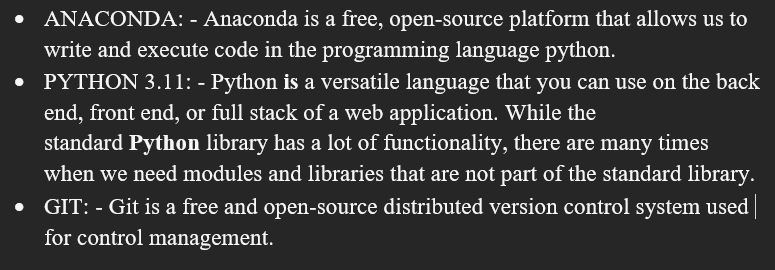 • ANACONDA: - Anaconda is a free, open-source platform that allows us to
write and execute code in the programming language python.
• PYTHON 3.11: - Python is a versatile language that you can use on the back
end, front end, or full stack of a web application. While the
standard Python library has a lot of functionality, there are many times
when we need modules and libraries that are not part of the standard library.
• GIT: - Git is a free and open-source distributed version control system used
for control management.